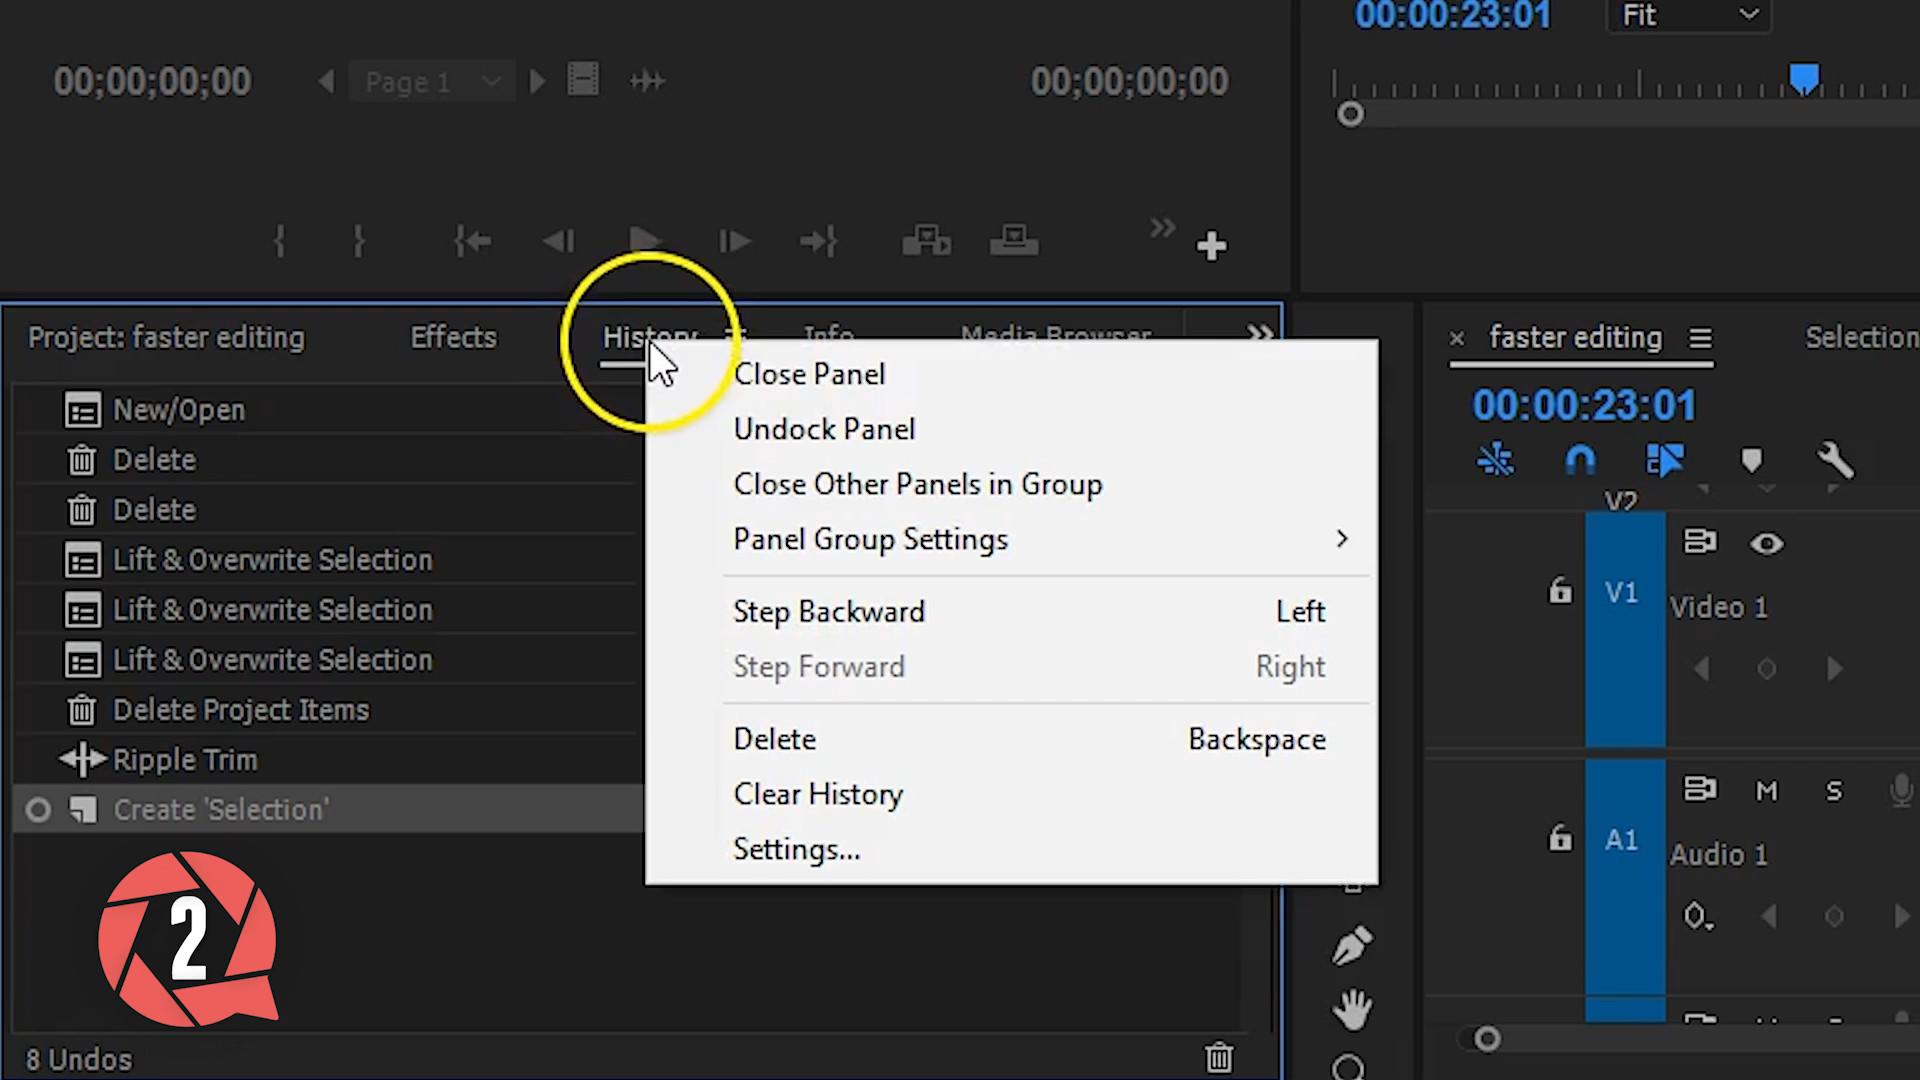 00;00;00;00
Page 1
00;00;00;00
00:00:23:01
Fit
Project: faster editing
Effects
History
Info
Media Browser
New/Open
Delete
Delete
Lift & Overwrite Selection
Lift & Overwrite Selection
Lift & Overwrite Selection
Delete Project Items
Ripple Trim
Create 'Selection'
8 Undos
2
Close Panel
Undock Panel
Close Other Panels in Group
Panel Group Settings
Step Backward Left
Step Forward Right
Delete Backspace
Clear History
Settings...
faster editing
Selection
00:00:23:01
V2
V1
Video 1
A1
M S
Audio 1